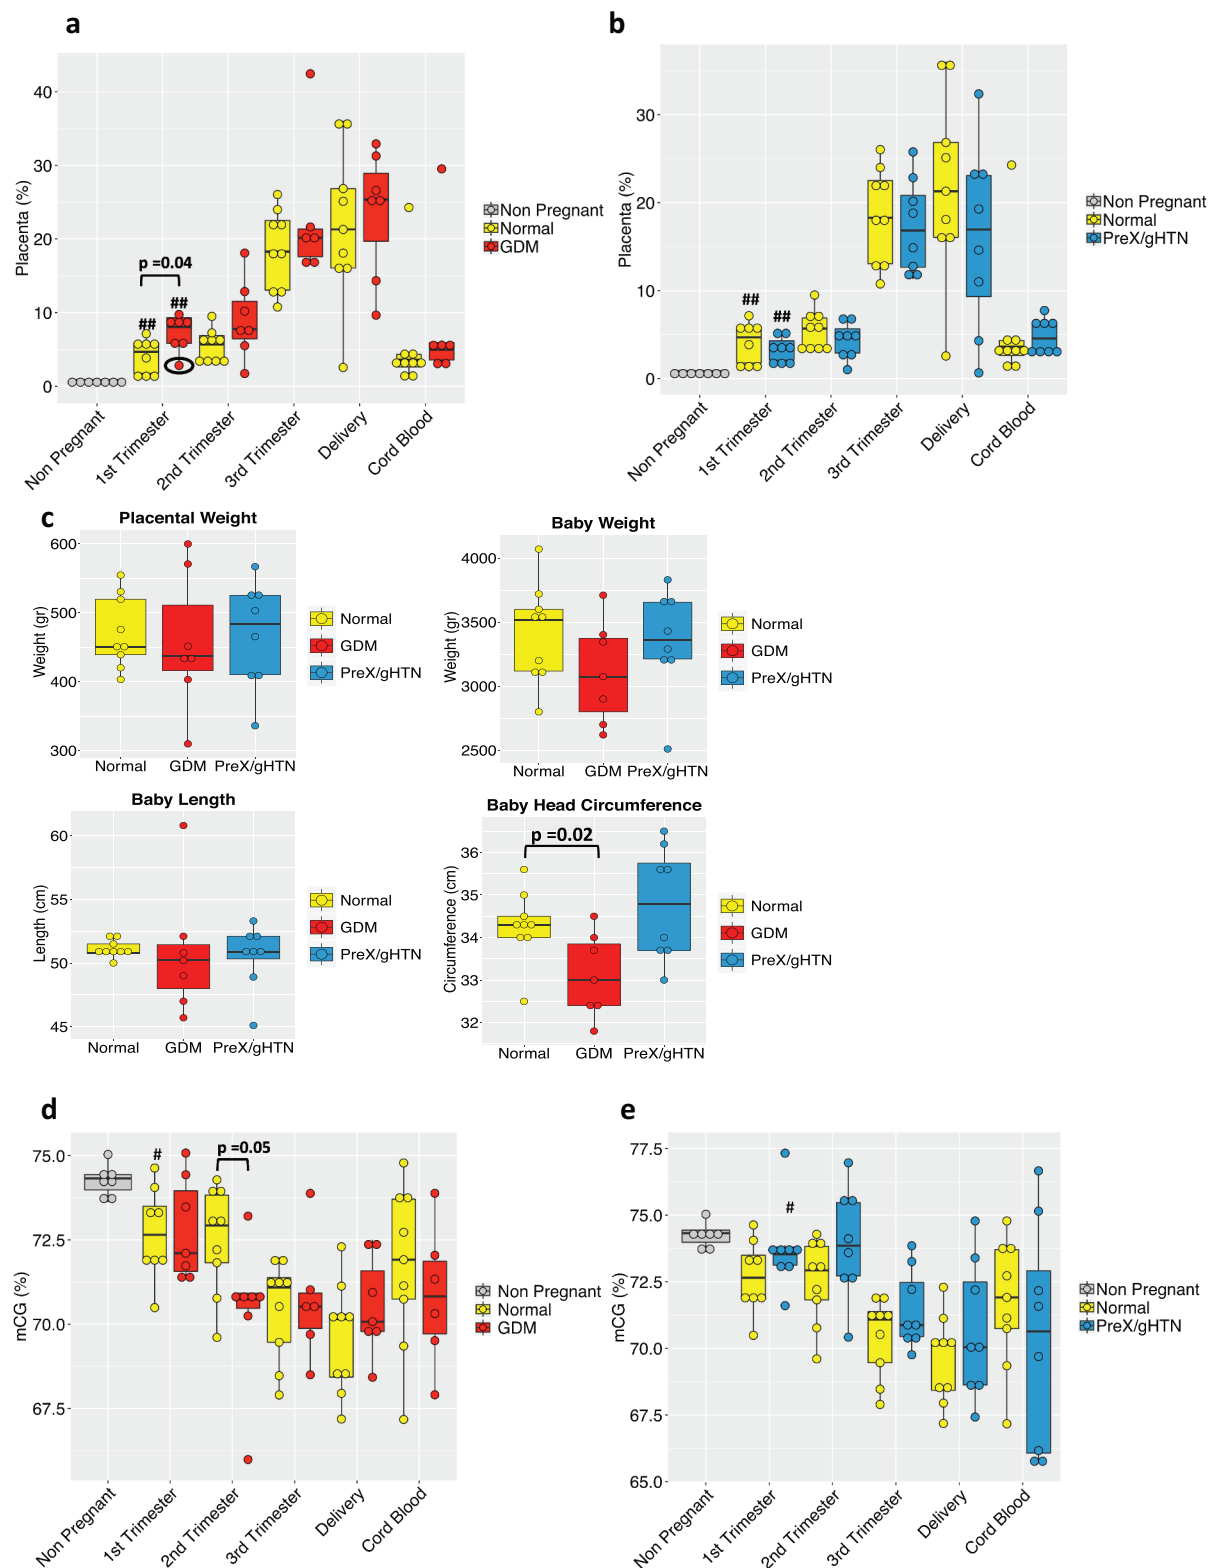 a
Placenta (%)
40
30
20
10
0
p =0.04
##
##
Non Pregnant
1st Trimester
2nd Trimester
3rd Trimester
Delivery
Cord Blood
Non Pregnant
Normal
GDM
b
Placenta (%)
30
20
10
0
##
##
Non Pregnant
1st Trimester
2nd Trimester
3rd Trimester
Delivery
Cord Blood
Non Pregnant
Normal
PreX/gHTN
c
Placental Weight
Weight (gr)
600
500
400
300
Normal
GDM
PreX/gHTN
Normal
GDM
PreX/gHTN
Baby Weight
Weight (gr)
4000
3500
3000
2500
Normal
GDM
PreX/gHTN
Normal
GDM
PreX/gHTN
Baby Length
Length (cm)
60
55
50
45
Normal
GDM
PreX/gHTN
Normal
GDM
PreX/gHTN
Baby Head Circumference
Circumference (cm)
p =0.02
36
35
34
33
32
Normal
GDM
PreX/gHTN
Normal
GDM
PreX/gHTN
d
mCG (%)
75.0
72.5
70.0
67.5
#
p =0.05
Non Pregnant
1st Trimester
2nd Trimester
3rd Trimester
Delivery
Cord Blood
Non Pregnant
Normal
GDM
e
mCG (%)
77.5
75.0
72.5
70.0
67.5
65.0
#
Non Pregnant
1st Trimester
2nd Trimester
3rd Trimester
Delivery
Cord Blood
Non Pregnant
Normal
PreX/gHTN